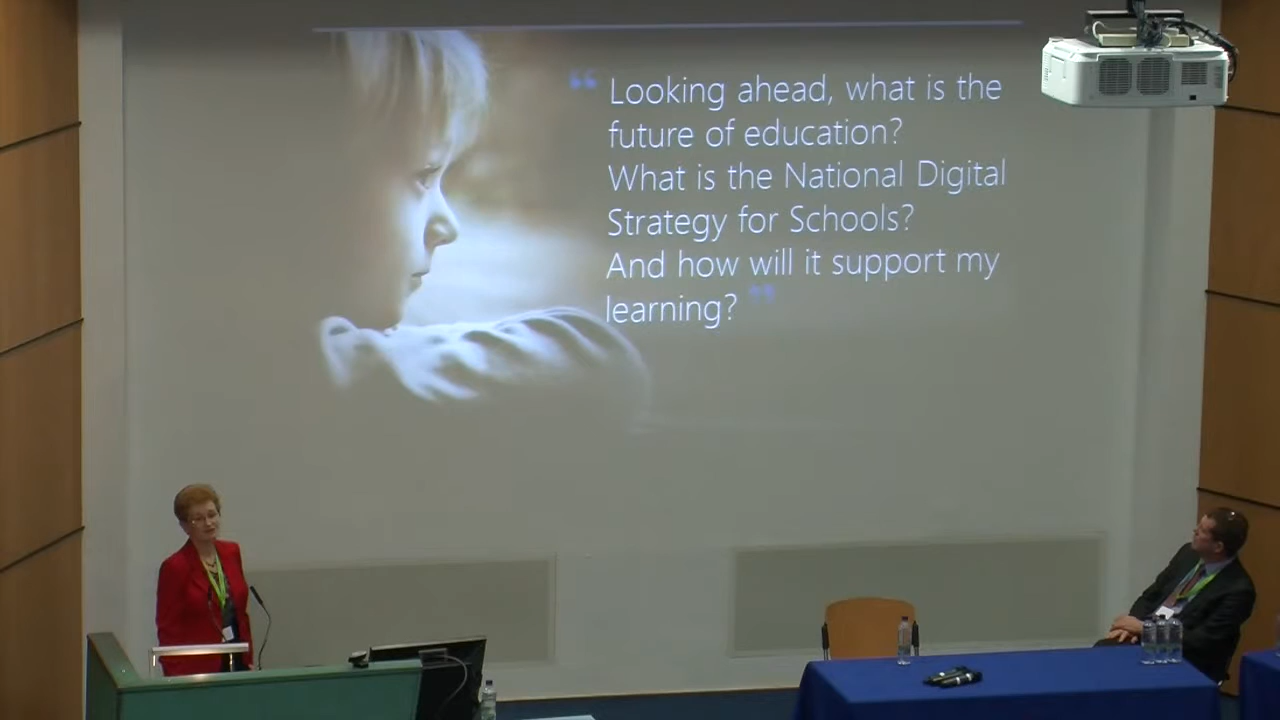 “ Looking ahead, what is the
future of education?
What is the National Digital
Strategy for Schools?
And how will it support my
learning? ”